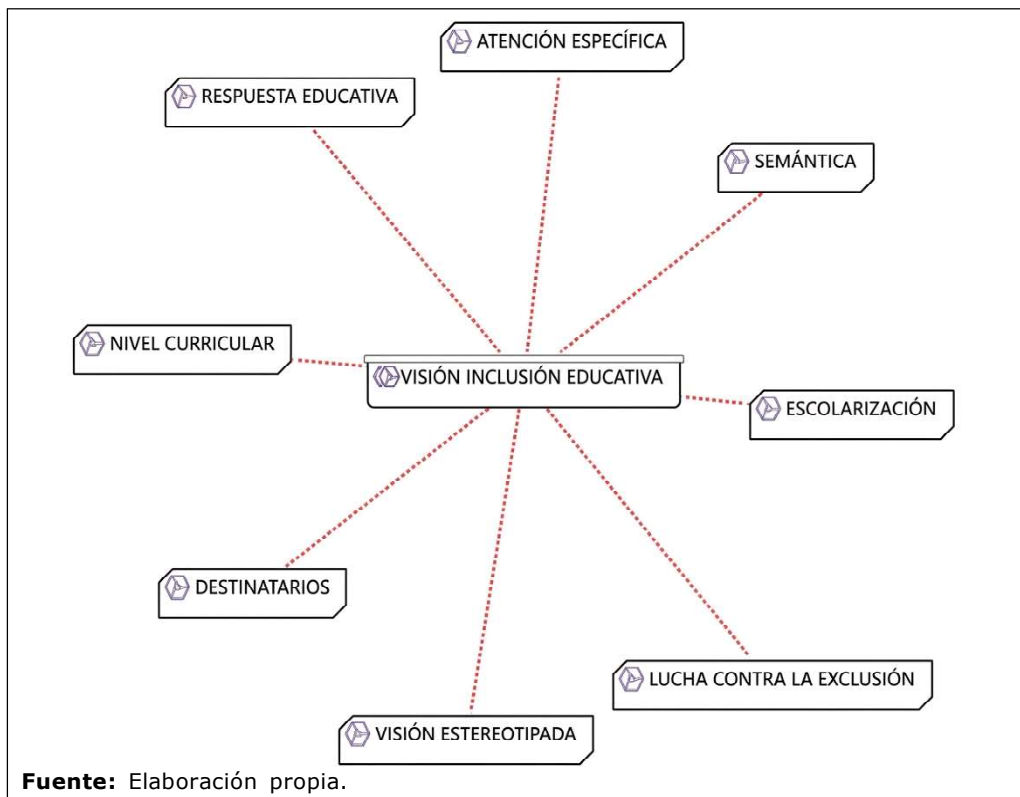 ATENCIÓN ESPECÍFICA
RESPUESTA EDUCATIVA
SEMÁNTICA
NIVEL CURRICULAR
VISIÓN INCLUSIÓN EDUCATIVA
ESCOLARIZACIÓN
DESTINATARIOS
LUCHA CONTRA LA EXCLUSIÓN
VISIÓN ESTEREOTIPADA
Fuente: Elaboración propia.